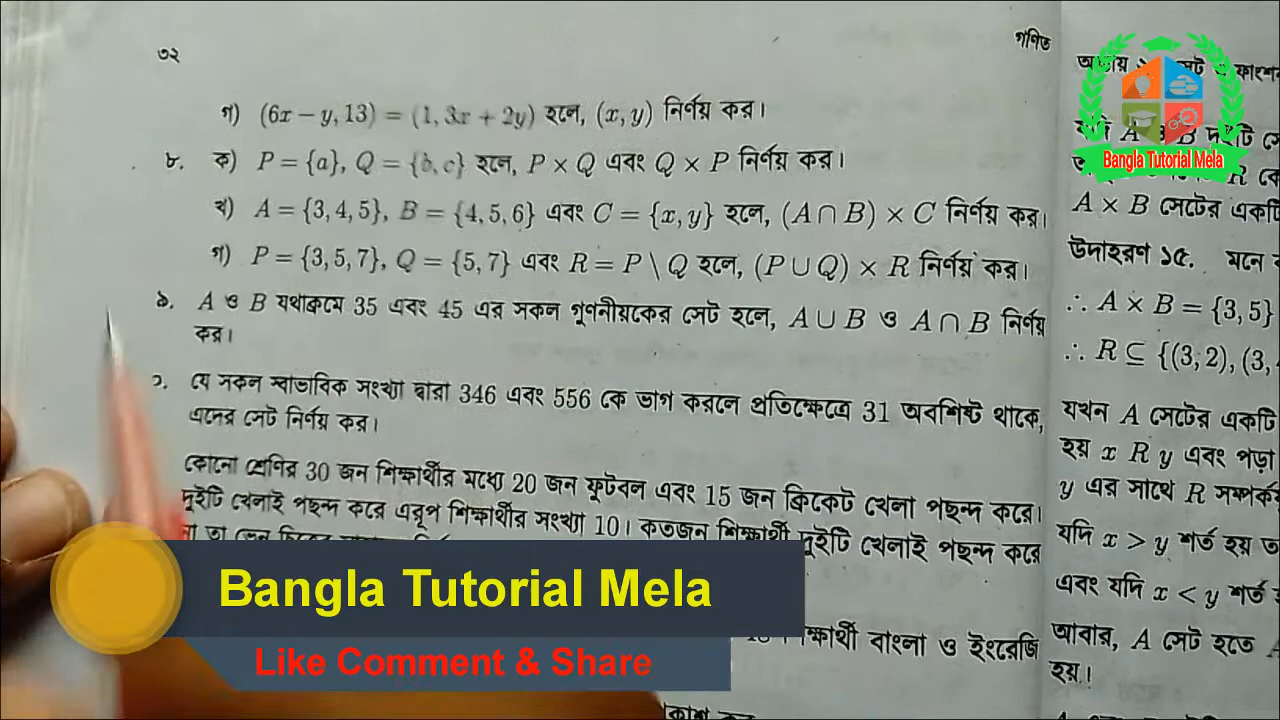 ৩২
গণিত
গ) (6x − y, 13) = (1, 3x + 2y) হলে, (x, y) নির্ণয় কর।
৮. ক) P = {a}, Q = {b, c} হলে, P × Q এবং Q × P নির্ণয় কর।
খ) A = {3, 4, 5}, B = {4, 5, 6} এবং C = {x, y} হলে, (A ∩ B) × C নির্ণয় কর।
গ) P = {3, 5, 7}, Q = {5, 7} এবং R = P \ Q হলে, (P ∪ Q) × R নির্ণয় কর।
৯. A ও B যথাক্রমে 35 এবং 45 এর সকল গুণনীয়কের সেট হলে, A ∪ B ও A ∩ B নির্ণয়
কর।
যে সকল স্বাভাবিক সংখ্যা দ্বারা 346 এবং 556 কে ভাগ করলে প্রতিক্ষেত্রে 31 অবশিষ্ট থাকে,
এদের সেট নির্ণয় কর।
কোনো শ্রেণির 30 জন শিক্ষার্থীর মধ্যে 20 জন ফুটবল এবং 15 জন ক্রিকেট খেলা পছন্দ করে।
দুইটি খেলাই পছন্দ করে এরূপ শিক্ষার্থীর সংখ্যা 10। কতজন শিক্ষার্থী দুইটি খেলাই পছন্দ করে
না তা
বাংলা ও ইংরেজি
সেট
A × B সেটের একটি
উদাহরণ ১৫. মনে
∴ A × B = {3, 5}
∴ R ⊆ {(3, 2), (3,
যখন A সেটের একটি
হয় x R y এবং পড়া
y এর সাথে R
যদি x > y শর্ত হয়
এবং যদি x < y শর্ত
আবার, A সেট হতে
হয়।
Bangla Tutorial Mela
Bangla Tutorial Mela
Like Comment & Share